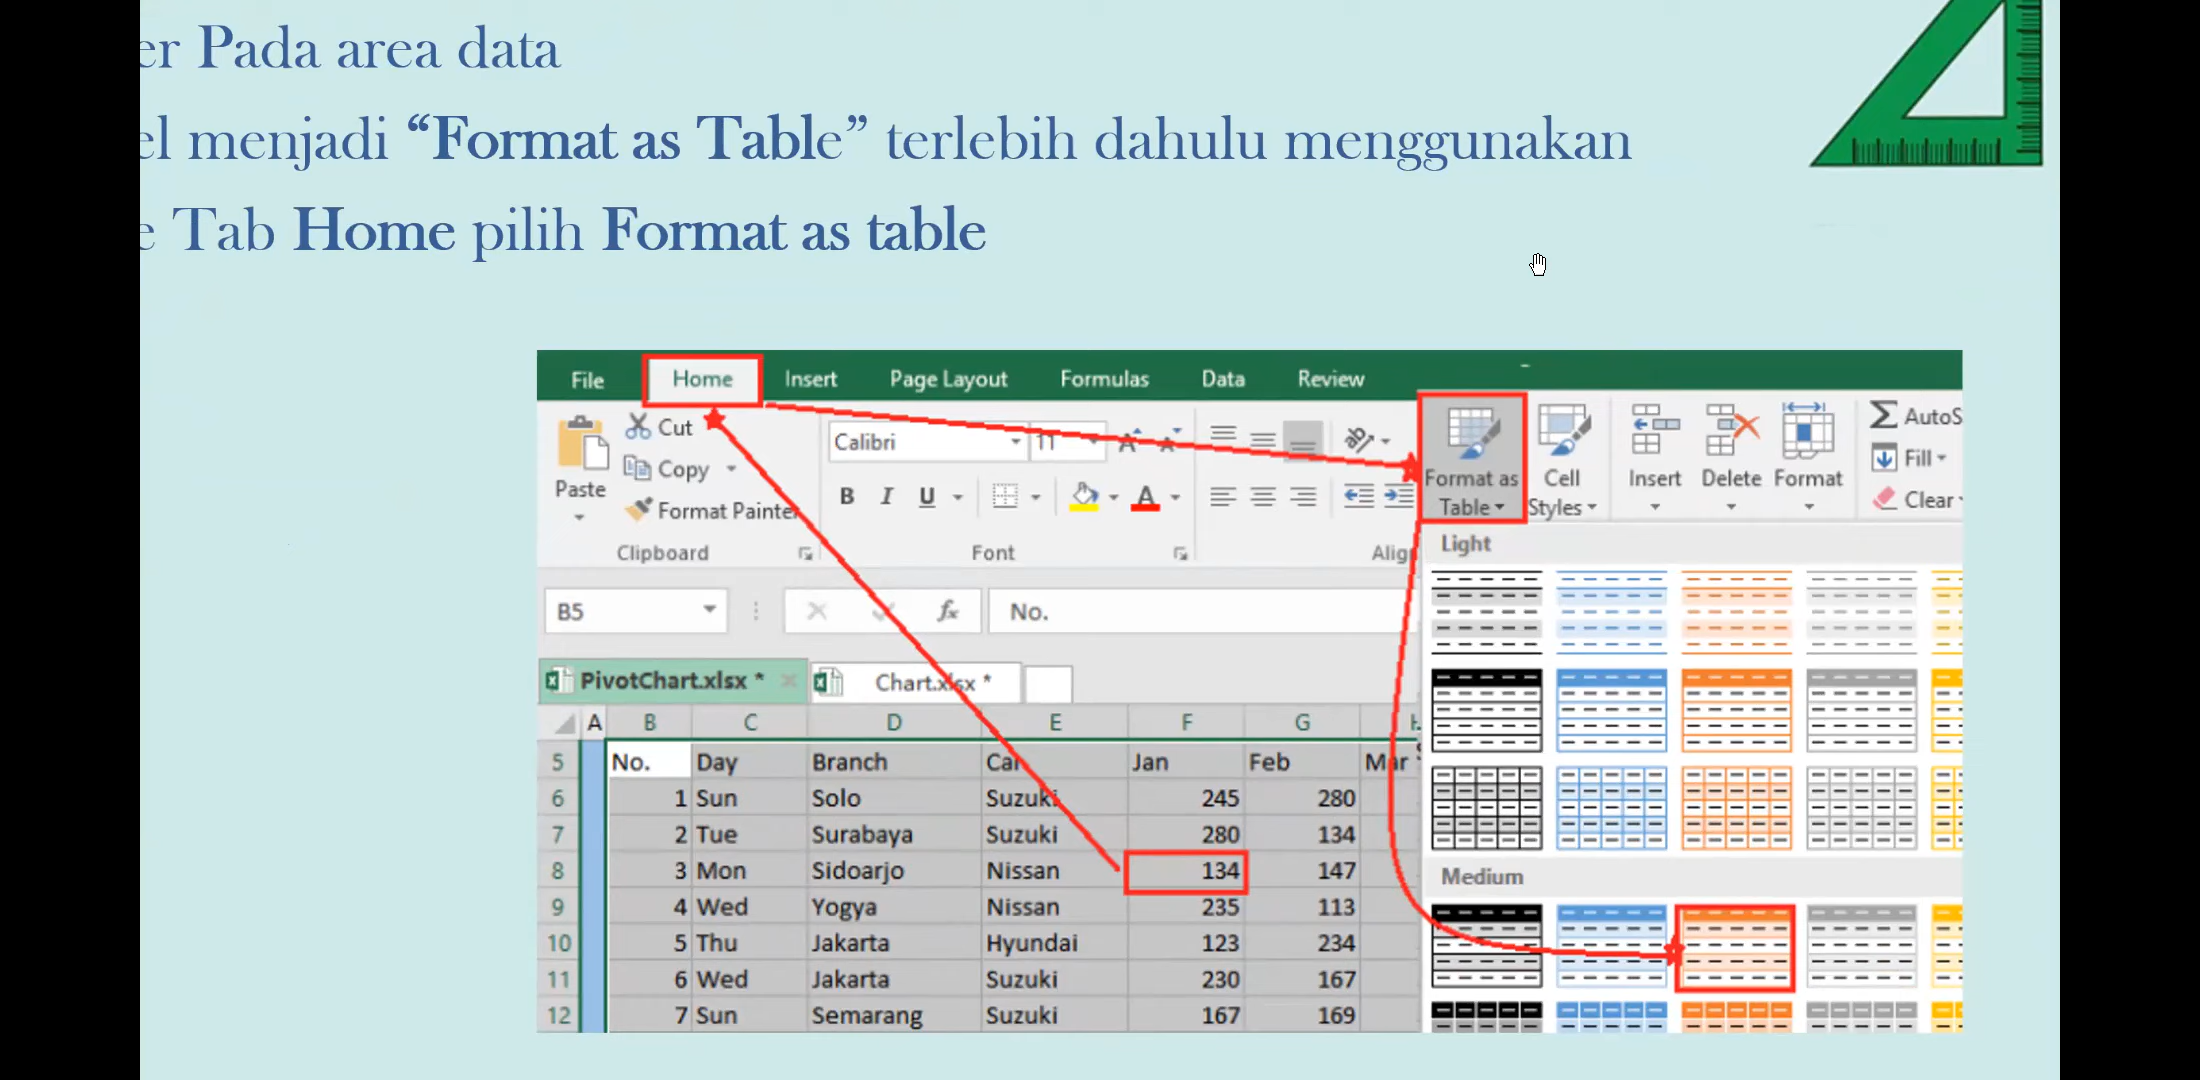 er Pada area data
el menjadi “Format as Table” terlebih dahulu menggunakan
e Tab Home pilih Format as table
File Home Insert Page Layout Formulas Data Review
Cut
Copy
Format Painter
Paste
Clipboard
Calibri 11
B I U A
Font
Format as Table
Cell Styles
Insert Delete Format
AutoS
Fill
Clear
Light
B5 fx No.
PivotChart.xlsx * Chart.xlsx *
A B C D E F G
5 No. Day Branch Car Jan Feb Mar
6 1 Sun Solo Suzuki 245 280
7 2 Tue Surabaya Suzuki 280 134
8 3 Mon Sidoarjo Nissan 134 147
Medium
9 4 Wed Yogya Nissan 235 113
10 5 Thu Jakarta Hyundai 123 234
11 6 Wed Jakarta Suzuki 230 167
12 7 Sun Semarang Suzuki 167 169